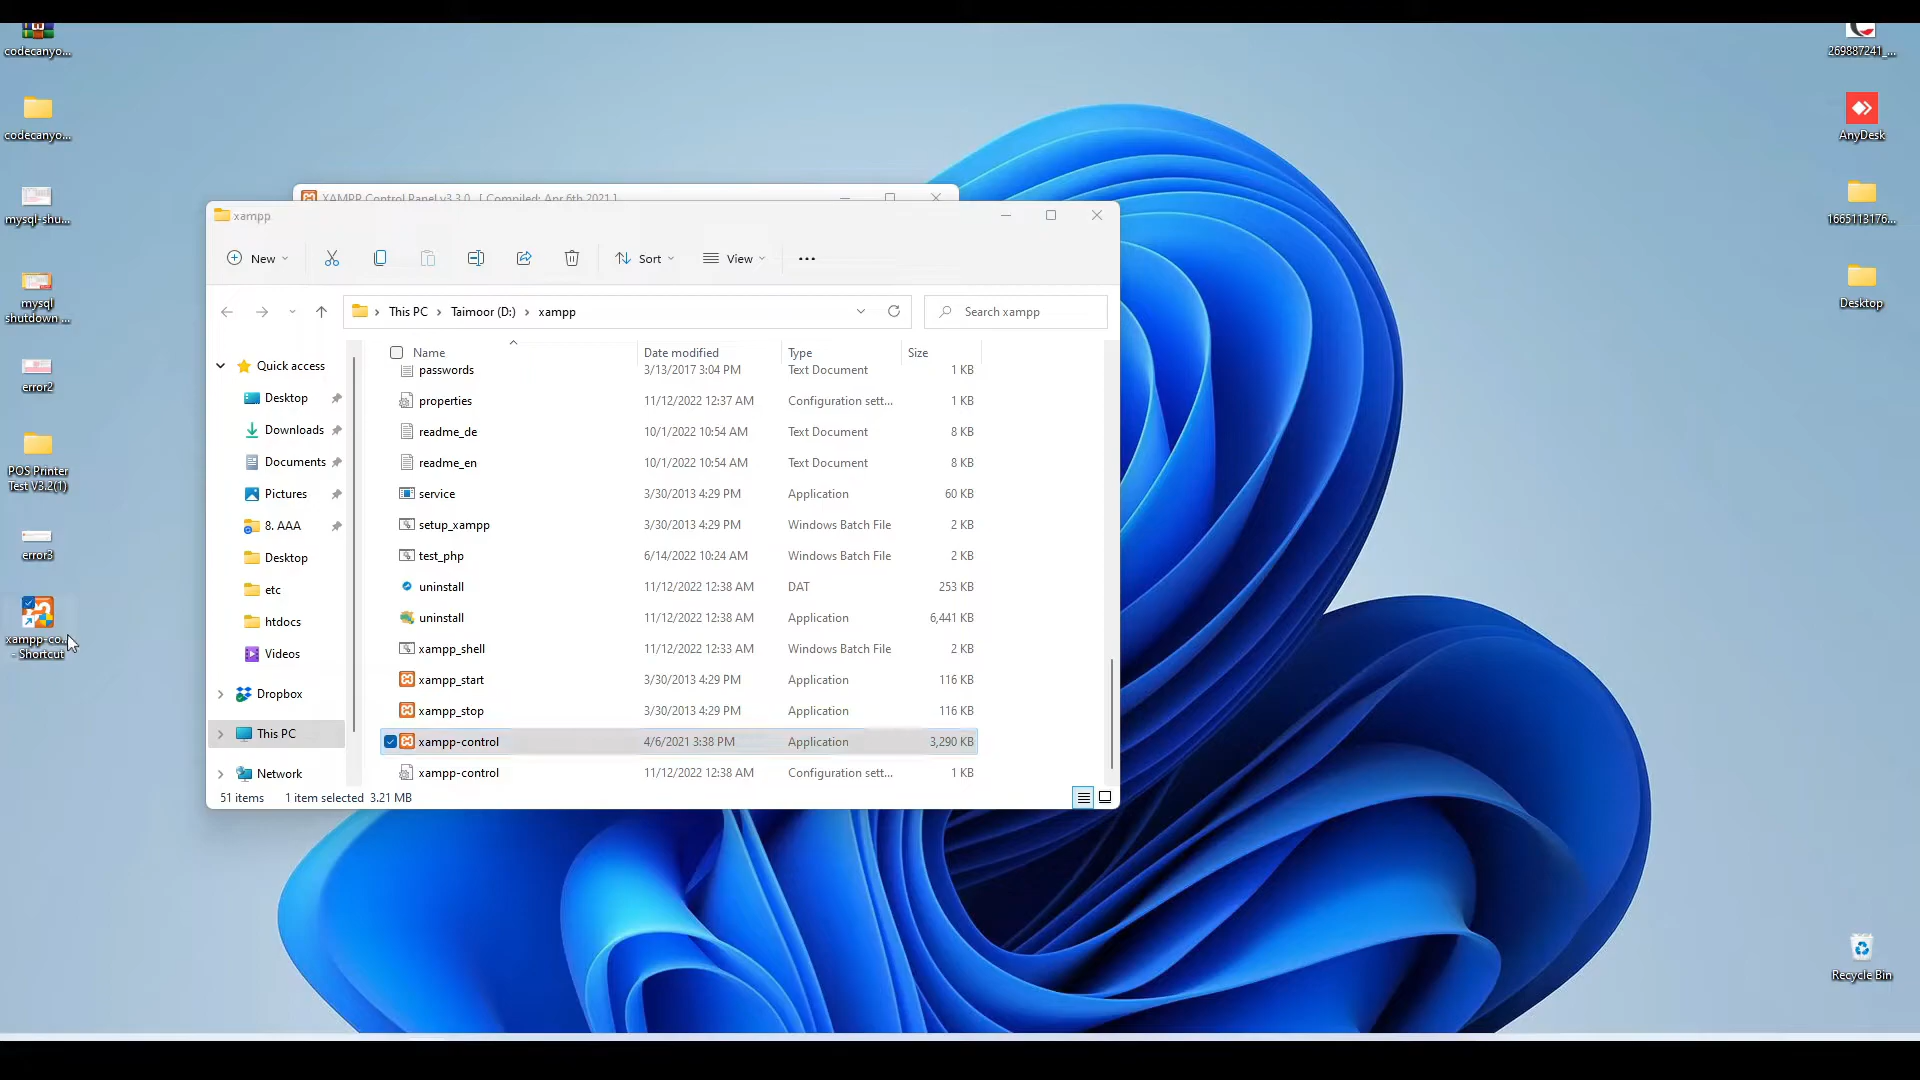 codecanyo...
codecanyo...
mysql-shu...
mysql
shutdown ...
error2
POS Printer
Test V3.2(1)
error3
xampp-co...
- Shortcut
XAMPP Control Panel v3.3.0 [ Compiled: Apr 6th 2021 ]
xampp
New
Sort
View
This PC > Taimoor (D:) > xampp
Search xampp
Name Date modified Type Size
Quick access
Desktop
Downloads
Documents
Pictures
8. AAA
Desktop
etc
htdocs
Videos
Dropbox
This PC
Network
passwords 3/13/2017 3:04 PM Text Document 1 KB
properties 11/12/2022 12:37 AM Configuration sett... 1 KB
readme_de 10/1/2022 10:54 AM Text Document 8 KB
readme_en 10/1/2022 10:54 AM Text Document 8 KB
service 3/30/2013 4:29 PM Application 60 KB
setup_xampp 3/30/2013 4:29 PM Windows Batch File 2 KB
test_php 6/14/2022 10:24 AM Windows Batch File 2 KB
uninstall 11/12/2022 12:38 AM DAT 253 KB
uninstall 11/12/2022 12:38 AM Application 6,441 KB
xampp_shell 11/12/2022 12:33 AM Windows Batch File 2 KB
xampp_start 3/30/2013 4:29 PM Application 116 KB
xampp_stop 3/30/2013 4:29 PM Application 116 KB
xampp-control 4/6/2021 3:38 PM Application 3,290 KB
xampp-control 11/12/2022 12:38 AM Configuration sett... 1 KB
51 items 1 item selected 3.21 MB
269887241_...
AnyDesk
1665113176...
Desktop
Recycle Bin